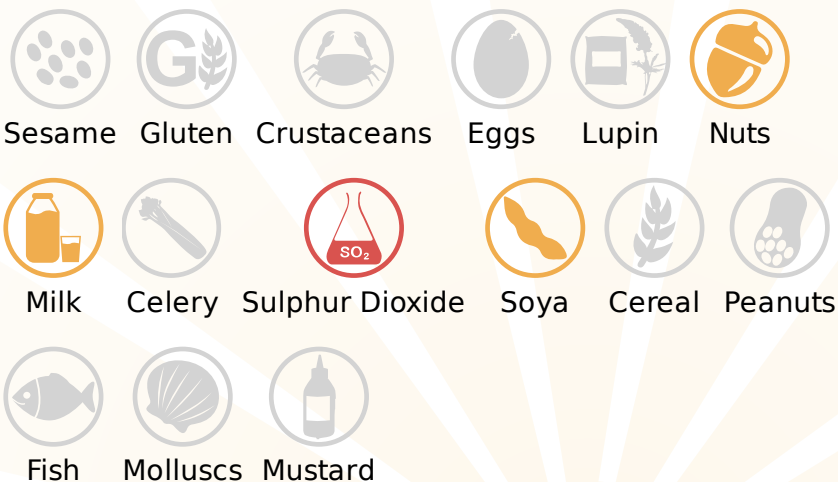 G
Sesame Gluten Crustaceans Eggs Lupin Nuts
SO₂
Milk Celery Sulphur Dioxide Soya Cereal Peanuts
Fish Molluscs Mustard